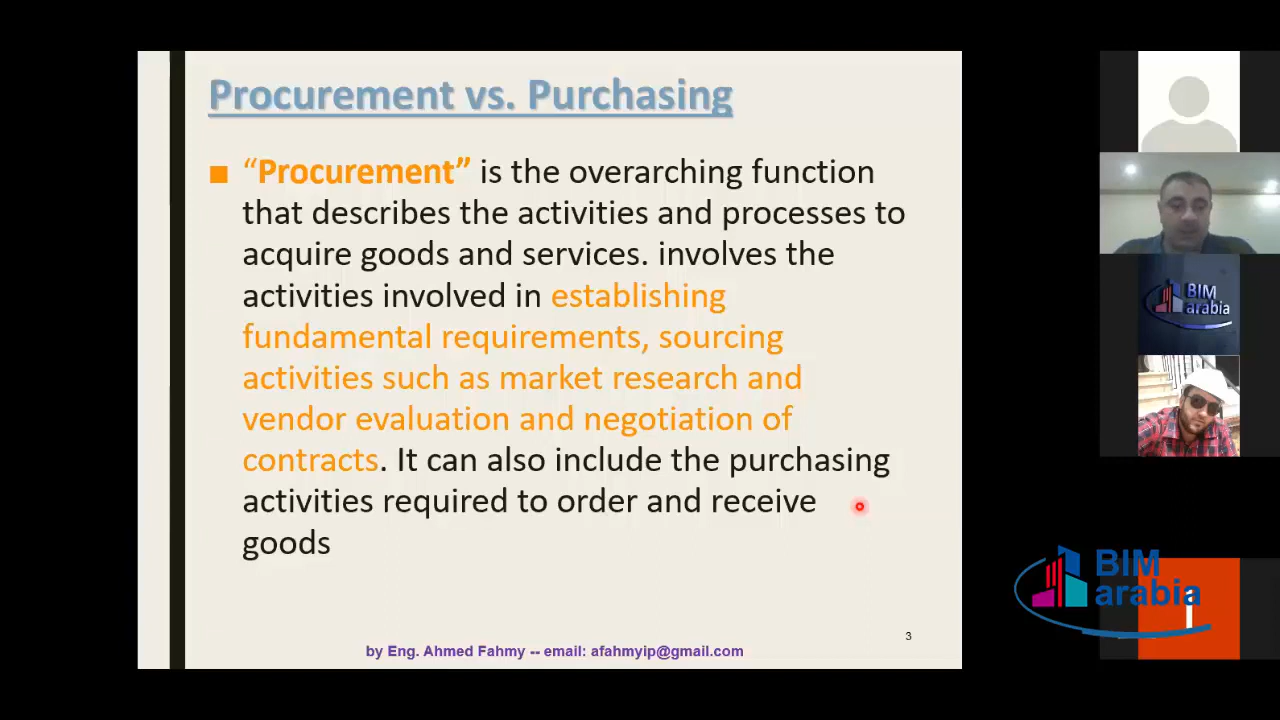 Procurement vs. Purchasing
■ “Procurement” is the overarching function
that describes the activities and processes to
acquire goods and services. involves the
activities involved in establishing
fundamental requirements, sourcing
activities such as market research and
vendor evaluation and negotiation of
contracts. It can also include the purchasing
activities required to order and receive
goods
3
by Eng. Ahmed Fahmy -- email: afahmyip@gmail.com
BIM
arabia
BIM
arabia